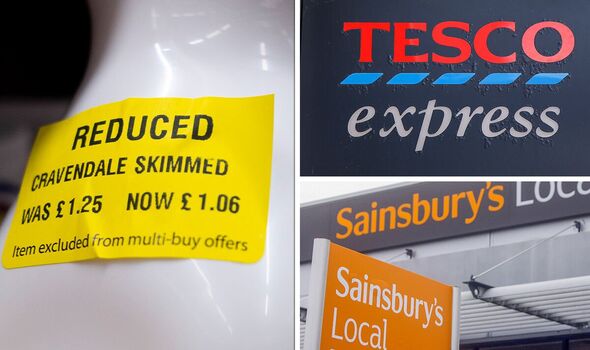 REDUCED
CRAVENDALE SKIMMED
WAS £1.25 NOW £1.06
Item excluded from multi-buy offers
TESCO
express
Sainsbury's Loca
Sainsbury's
Local